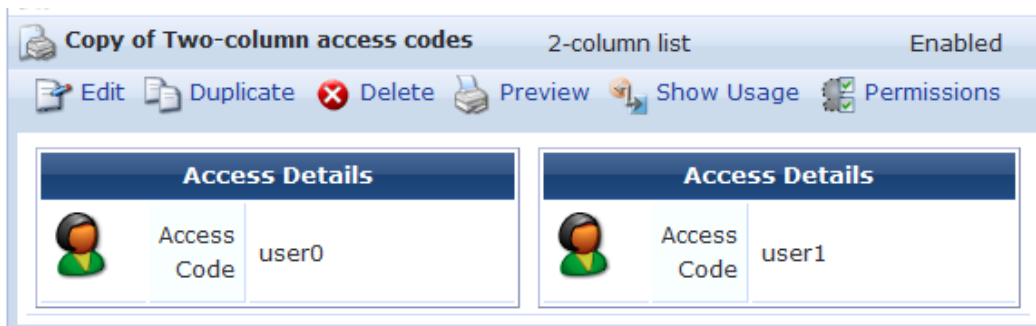 Copy of Two-column access codes 2-column list Enabled
Edit Duplicate Delete Preview Show Usage Permissions
Access Details Access Details
Access Code user0 Access Code user1